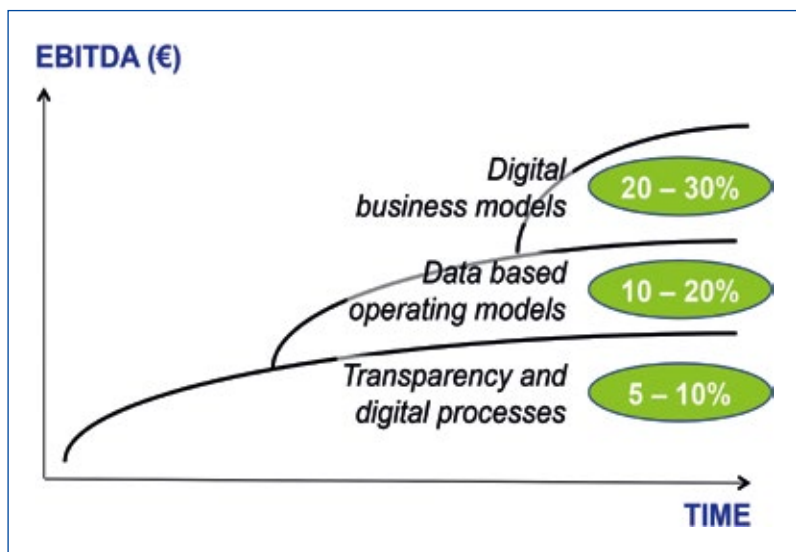 EBITDA (€)
Digital
business models
20 – 30%
Data based
operating models
10 – 20%
Transparency and
digital processes
5 – 10%
TIME